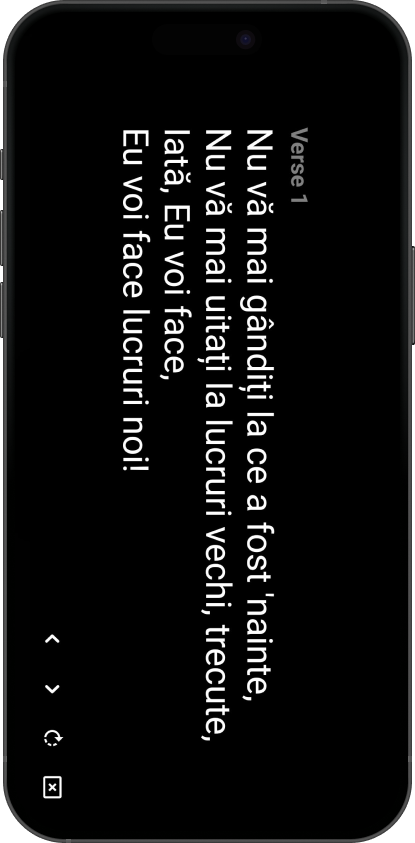 Verse 1
Nu vă mai gândiți la ce a fost 'nainte,
Nu vă mai uitați la lucruri vechi, trecute,
Iată, Eu voi face,
Eu voi face lucruri noi!